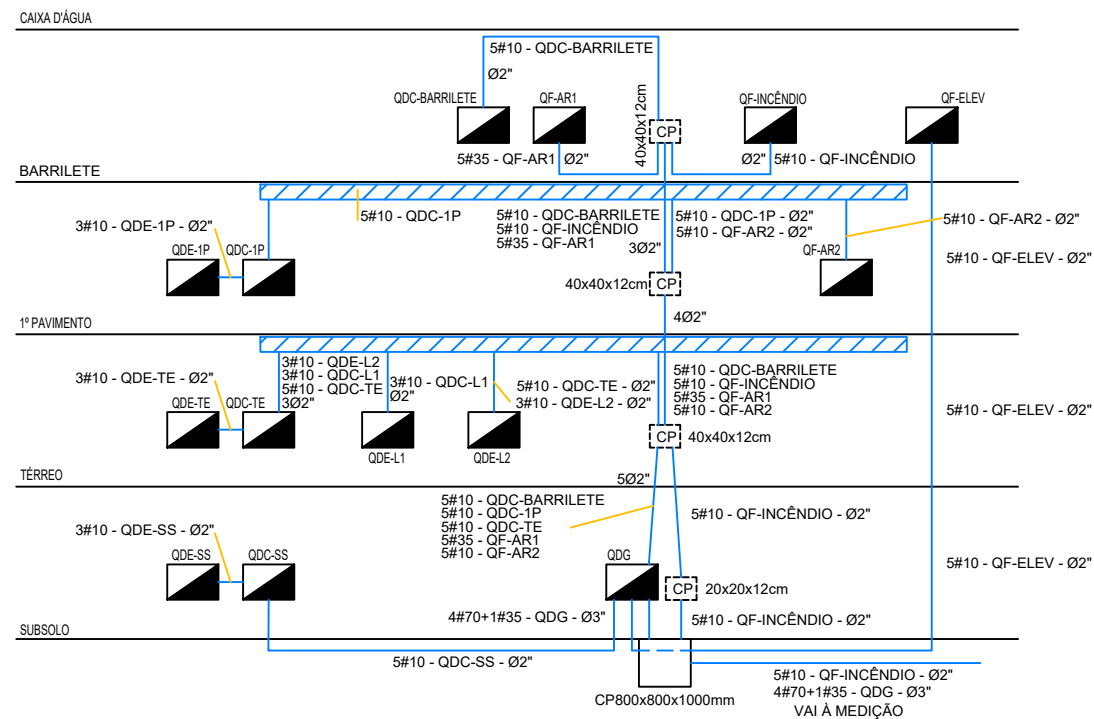 CAIXA D'ÁGUA
5#10 - QDC-BARRILETE
Ø2"
QDC-BARRILETE
QF-AR1
40x40x12cm
CP
QF-INCÊNDIO
QF-ELEV
5#35 - QF-AR1
Ø2"
Ø2"
5#10 - QF-INCÊNDIO
BARRILETE
3#10 - QDE-1P - Ø2"
5#10 - QDC-1P
5#10 - QDC-BARRILETE
5#10 - QF-INCÊNDIO
5#35 - QF-AR1
3Ø2"
5#10 - QDC-1P - Ø2"
5#10 - QF-AR2 - Ø2"
5#10 - QF-AR2 - Ø2"
QDE-1P
QDC-1P
QF-AR2
5#10 - QF-ELEV - Ø2"
40x40x12cm
CP
4Ø2"
1º PAVIMENTO
3#10 - QDE-TE - Ø2"
3#10 - QDE-L2
3#10 - QDC-L1
5#10 - QDC-TE
3Ø2"
3#10 - QDC-L1
Ø2"
5#10 - QDC-TE - Ø2"
3#10 - QDE-L2 - Ø2"
5#10 - QDC-BARRILETE
5#10 - QF-INCÊNDIO
5#35 - QF-AR1
5#10 - QF-AR2
5#10 - QF-ELEV - Ø2"
QDE-TE
QDC-TE
QDE-L1
QDE-L2
CP
40x40x12cm
TÉRREO
5Ø2"
5#10 - QDC-BARRILETE
5#10 - QDC-1P
5#10 - QDC-TE
5#35 - QF-AR1
5#10 - QF-AR2
5#10 - QF-INCÊNDIO - Ø2"
3#10 - QDE-SS - Ø2"
QDE-SS
QDC-SS
QDG
5#10 - QF-ELEV - Ø2"
CP
20x20x12cm
4#70+1#35 - QDG - Ø3"
5#10 - QF-INCÊNDIO - Ø2"
SUBSOLO
5#10 - QDC-SS - Ø2"
CP800x800x1000mm
5#10 - QF-INCÊNDIO - Ø2"
4#70+1#35 - QDG - Ø3"
VAI À MEDIÇÃO